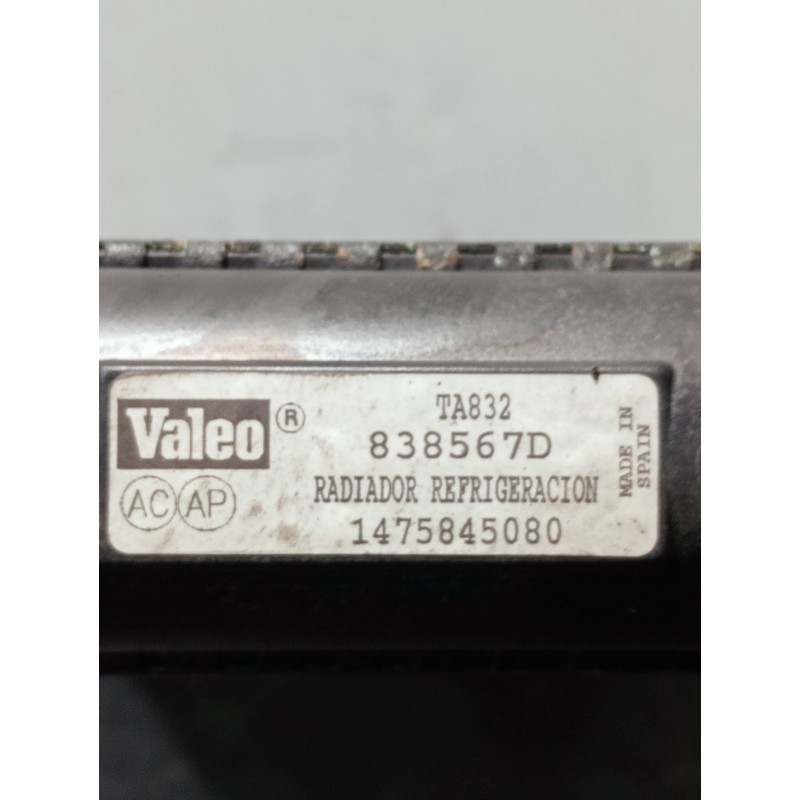 Valeo ®
AC AP
TA832
838567D
RADIADOR REFRIGERACION
1475845080
MADE IN
SPAIN